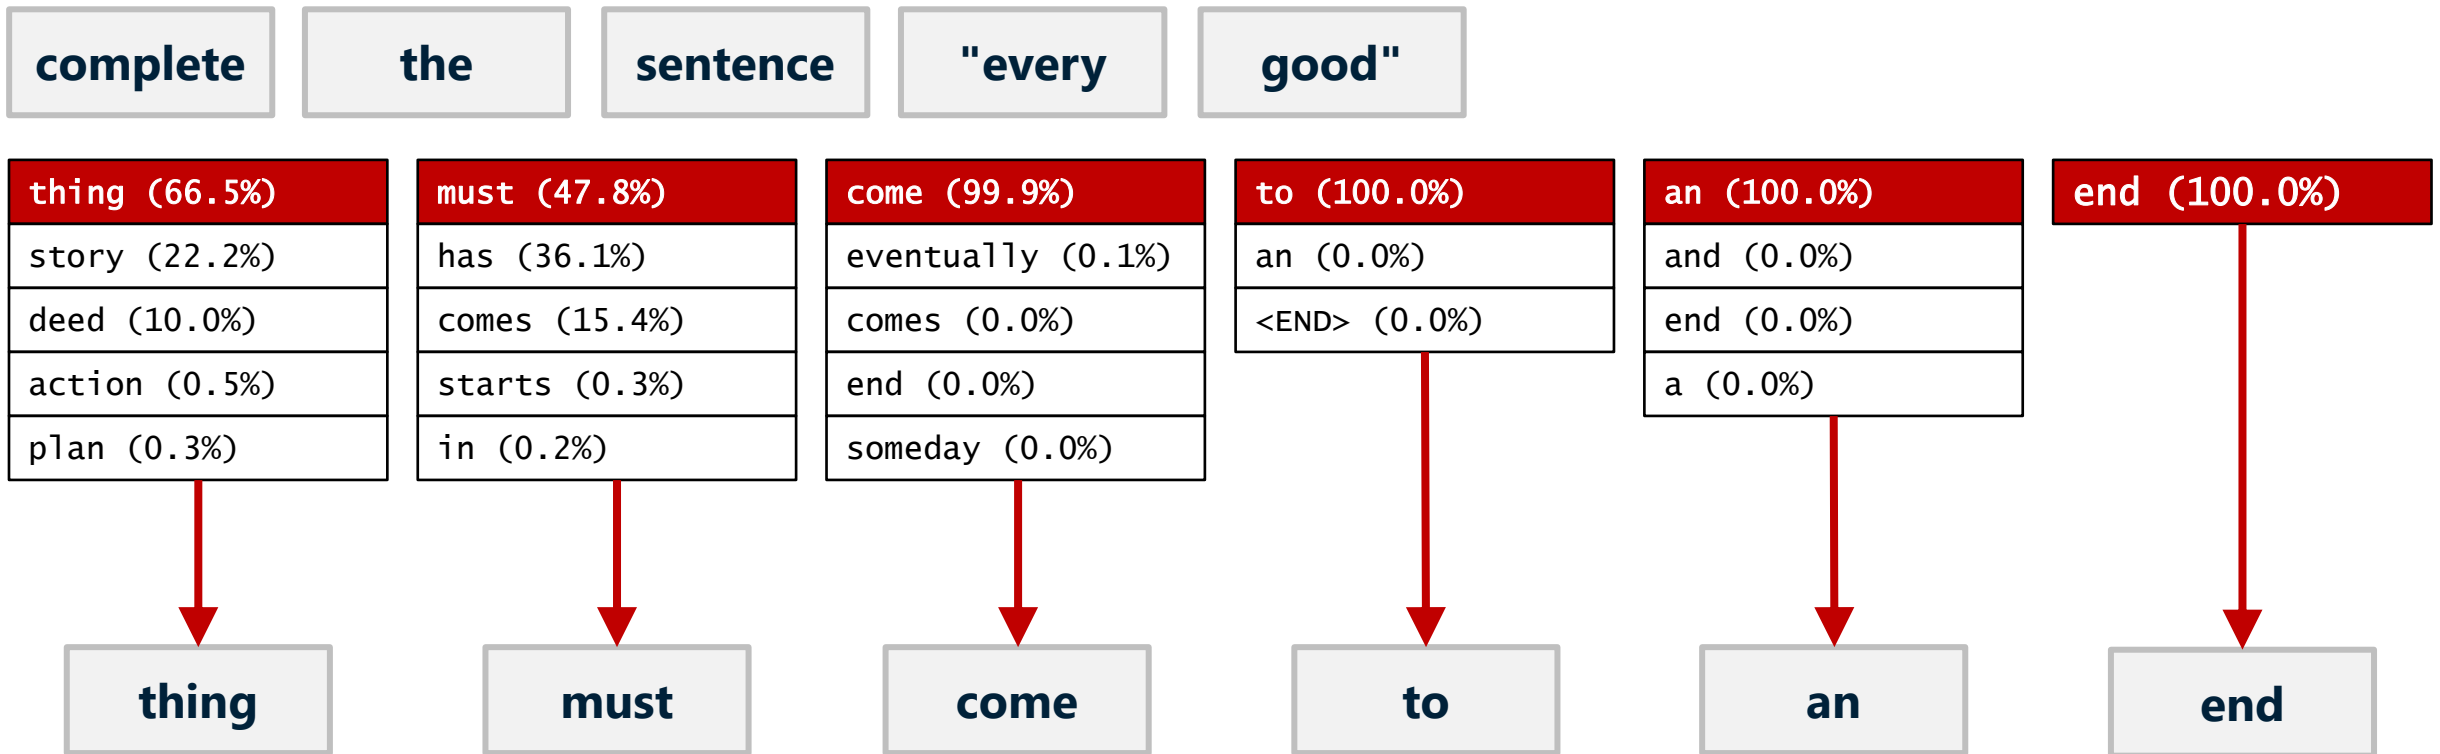 complete the sentence "every good"
thing (66.5%)
story (22.2%)
deed (10.0%)
action (0.5%)
plan (0.3%)
must (47.8%)
has (36.1%)
comes (15.4%)
starts (0.3%)
in (0.2%)
come (99.9%)
eventually (0.1%)
comes (0.0%)
end (0.0%)
someday (0.0%)
to (100.0%)
an (0.0%)
<END> (0.0%)
an (100.0%)
and (0.0%)
end (0.0%)
a (0.0%)
end (100.0%)
thing must come to an end